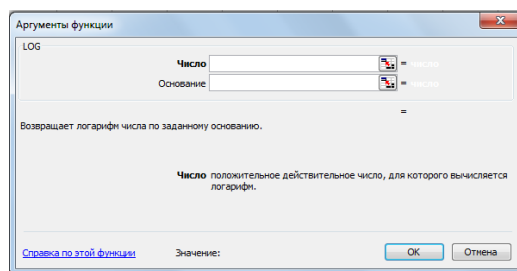 Аргументы функции
LOG
Число = число
Основание = число
=
Возвращает логарифм числа по заданному основанию.
Число положительное действительное число, для которого вычисляется
логарифм.
Справка по этой функции Значение: ОК Отмена